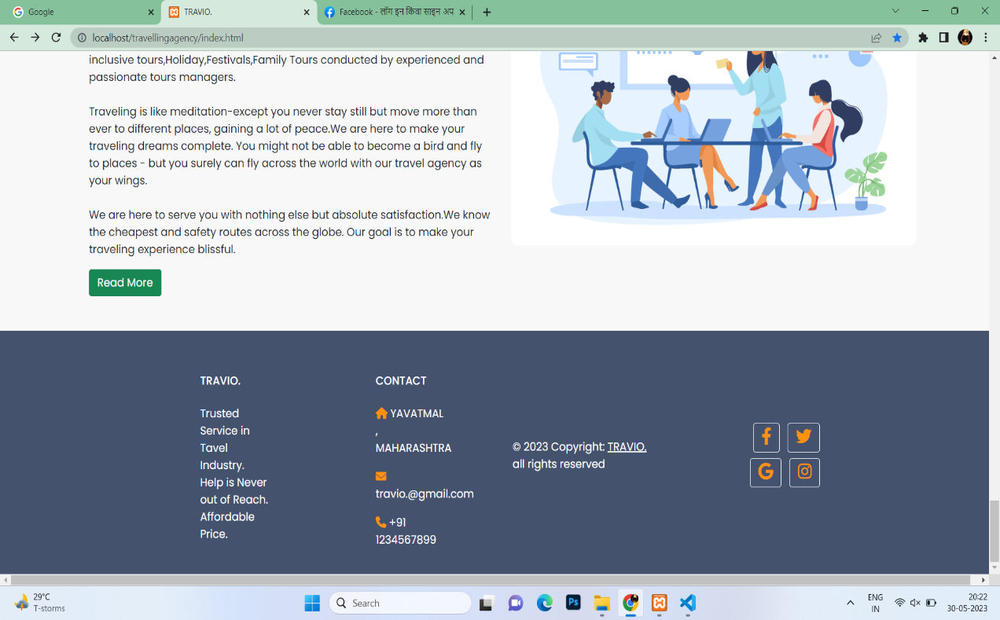 Google
TRAVIO.
Facebook - लॉग इन किंवा साइन अप
localhost/travellingagency/index.html
inclusive tours,Holiday,Festivals,Family Tours conducted by experienced and
passionate tours managers.
Traveling is like meditation-except you never stay still but move more than
ever to different places, gaining a lot of peace.We are here to make your
traveling dreams complete. You might not be able to become a bird and fly
to places - but you surely can fly across the world with our travel agency as
your wings.
We are here to serve you with nothing else but absolute satisfaction.We know
the cheapest and safety routes across the globe. Our goal is to make your
traveling experience blissful.
Read More
TRAVIO.
Trusted
Service in
Tavel
Industry.
Help is Never
out of Reach.
Affordable
Price.
CONTACT
YAVATMAL
,
MAHARASHTRA
travio.@gmail.com
+91
1234567899
© 2023 Copyright: TRAVIO.
all rights reserved
29°C
T-storms
Search
Ps
ENG
IN
20:22
30-05-2023